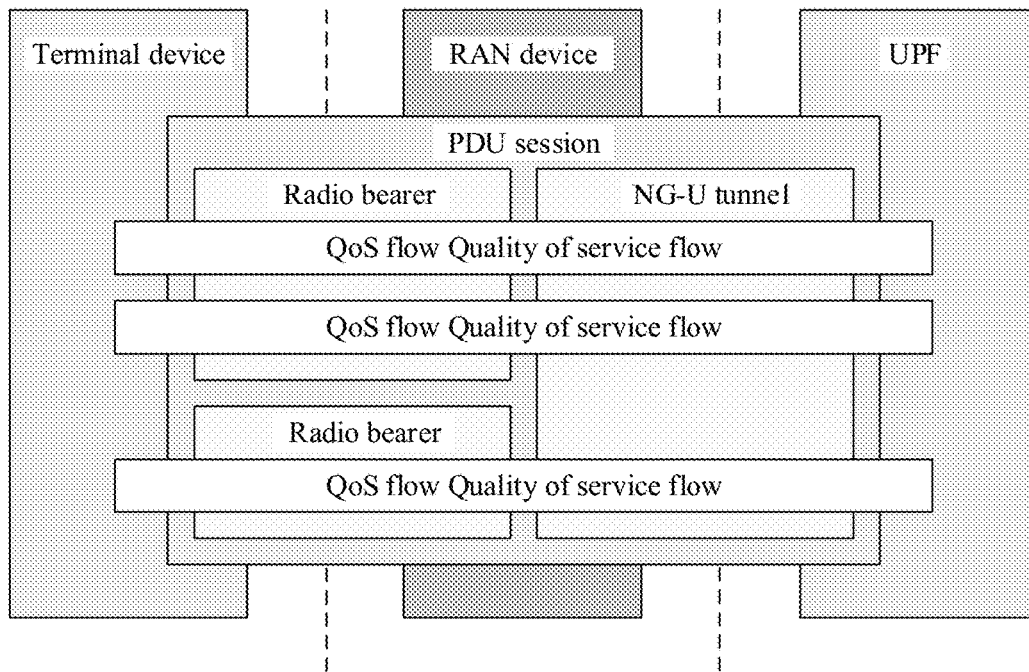 Terminal device
RAN device
UPF
PDU session
Radio bearer
NG-U tunnel
QoS flow Quality of service flow
QoS flow Quality of service flow
Radio bearer
QoS flow Quality of service flow